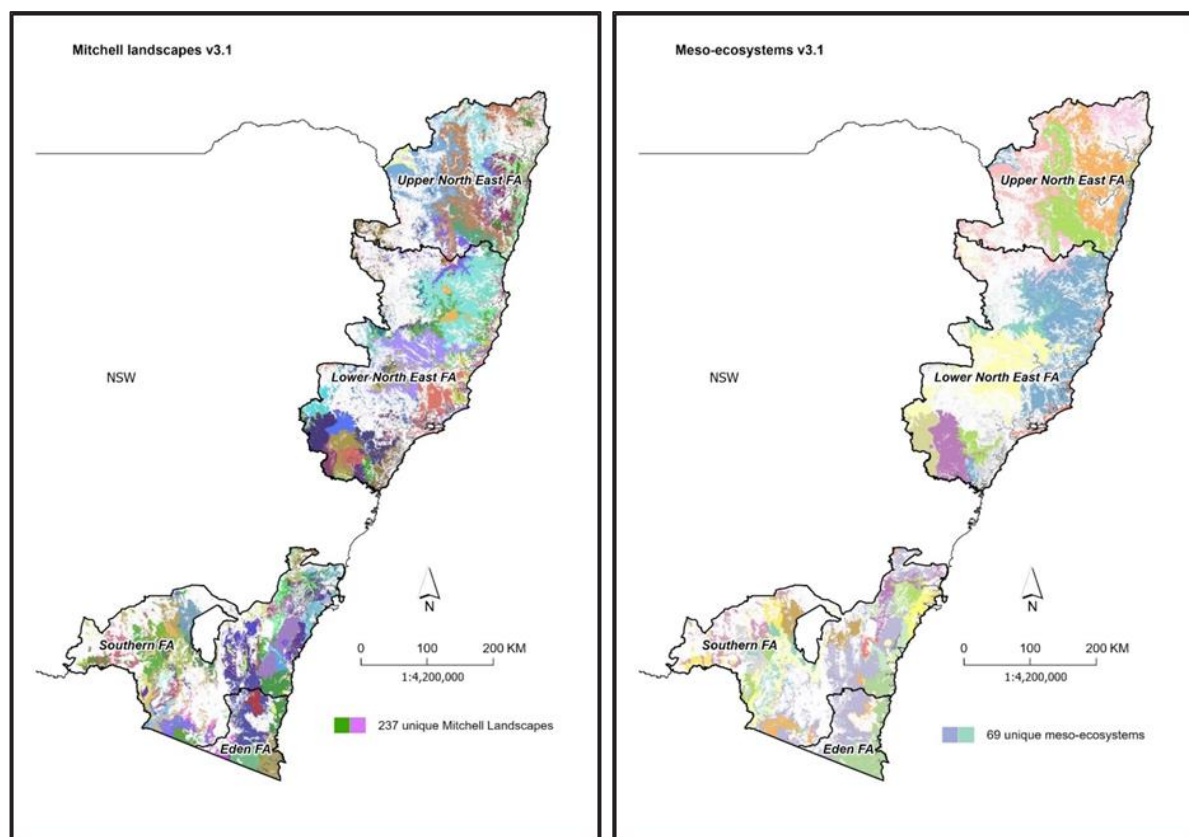 Mitchell landscapes v3.1
Upper North East FA
NSW
Lower North East FA
N
Southern FA
0 100 200 KM
1:4,200,000
237 unique Mitchell Landscapes
Eden FA
Meso-ecosystems v3.1
Upper North East FA
NSW
Lower North East FA
N
Southern FA
0 100 200 KM
1:4,200,000
69 unique meso-ecosystems
Eden FA